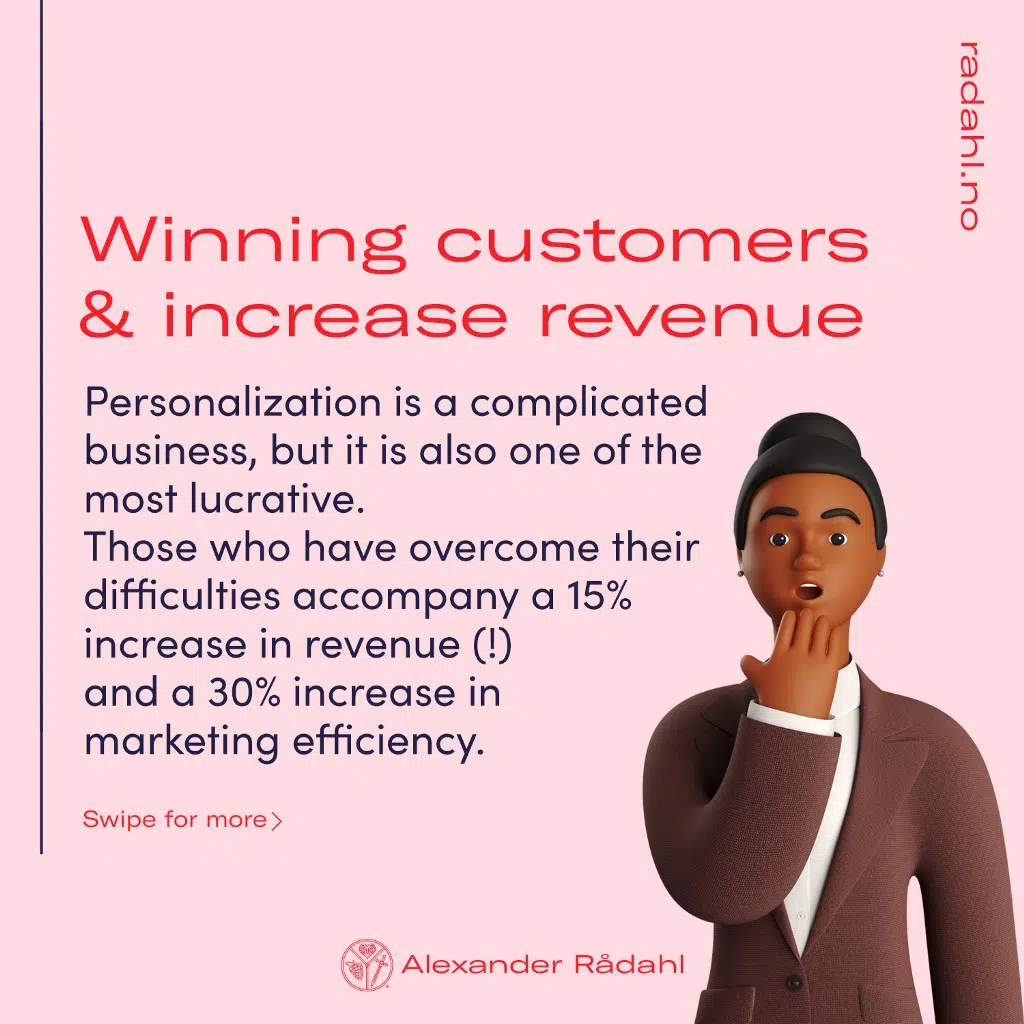 radahl.no
Winning customers
& increase revenue
Personalization is a complicated
business, but it is also one of the
most lucrative.
Those who have overcome their
difficulties accompany a 15%
increase in revenue (!)
and a 30% increase in
marketing efficiency.
Swipe for more>
Alexander Rådahl